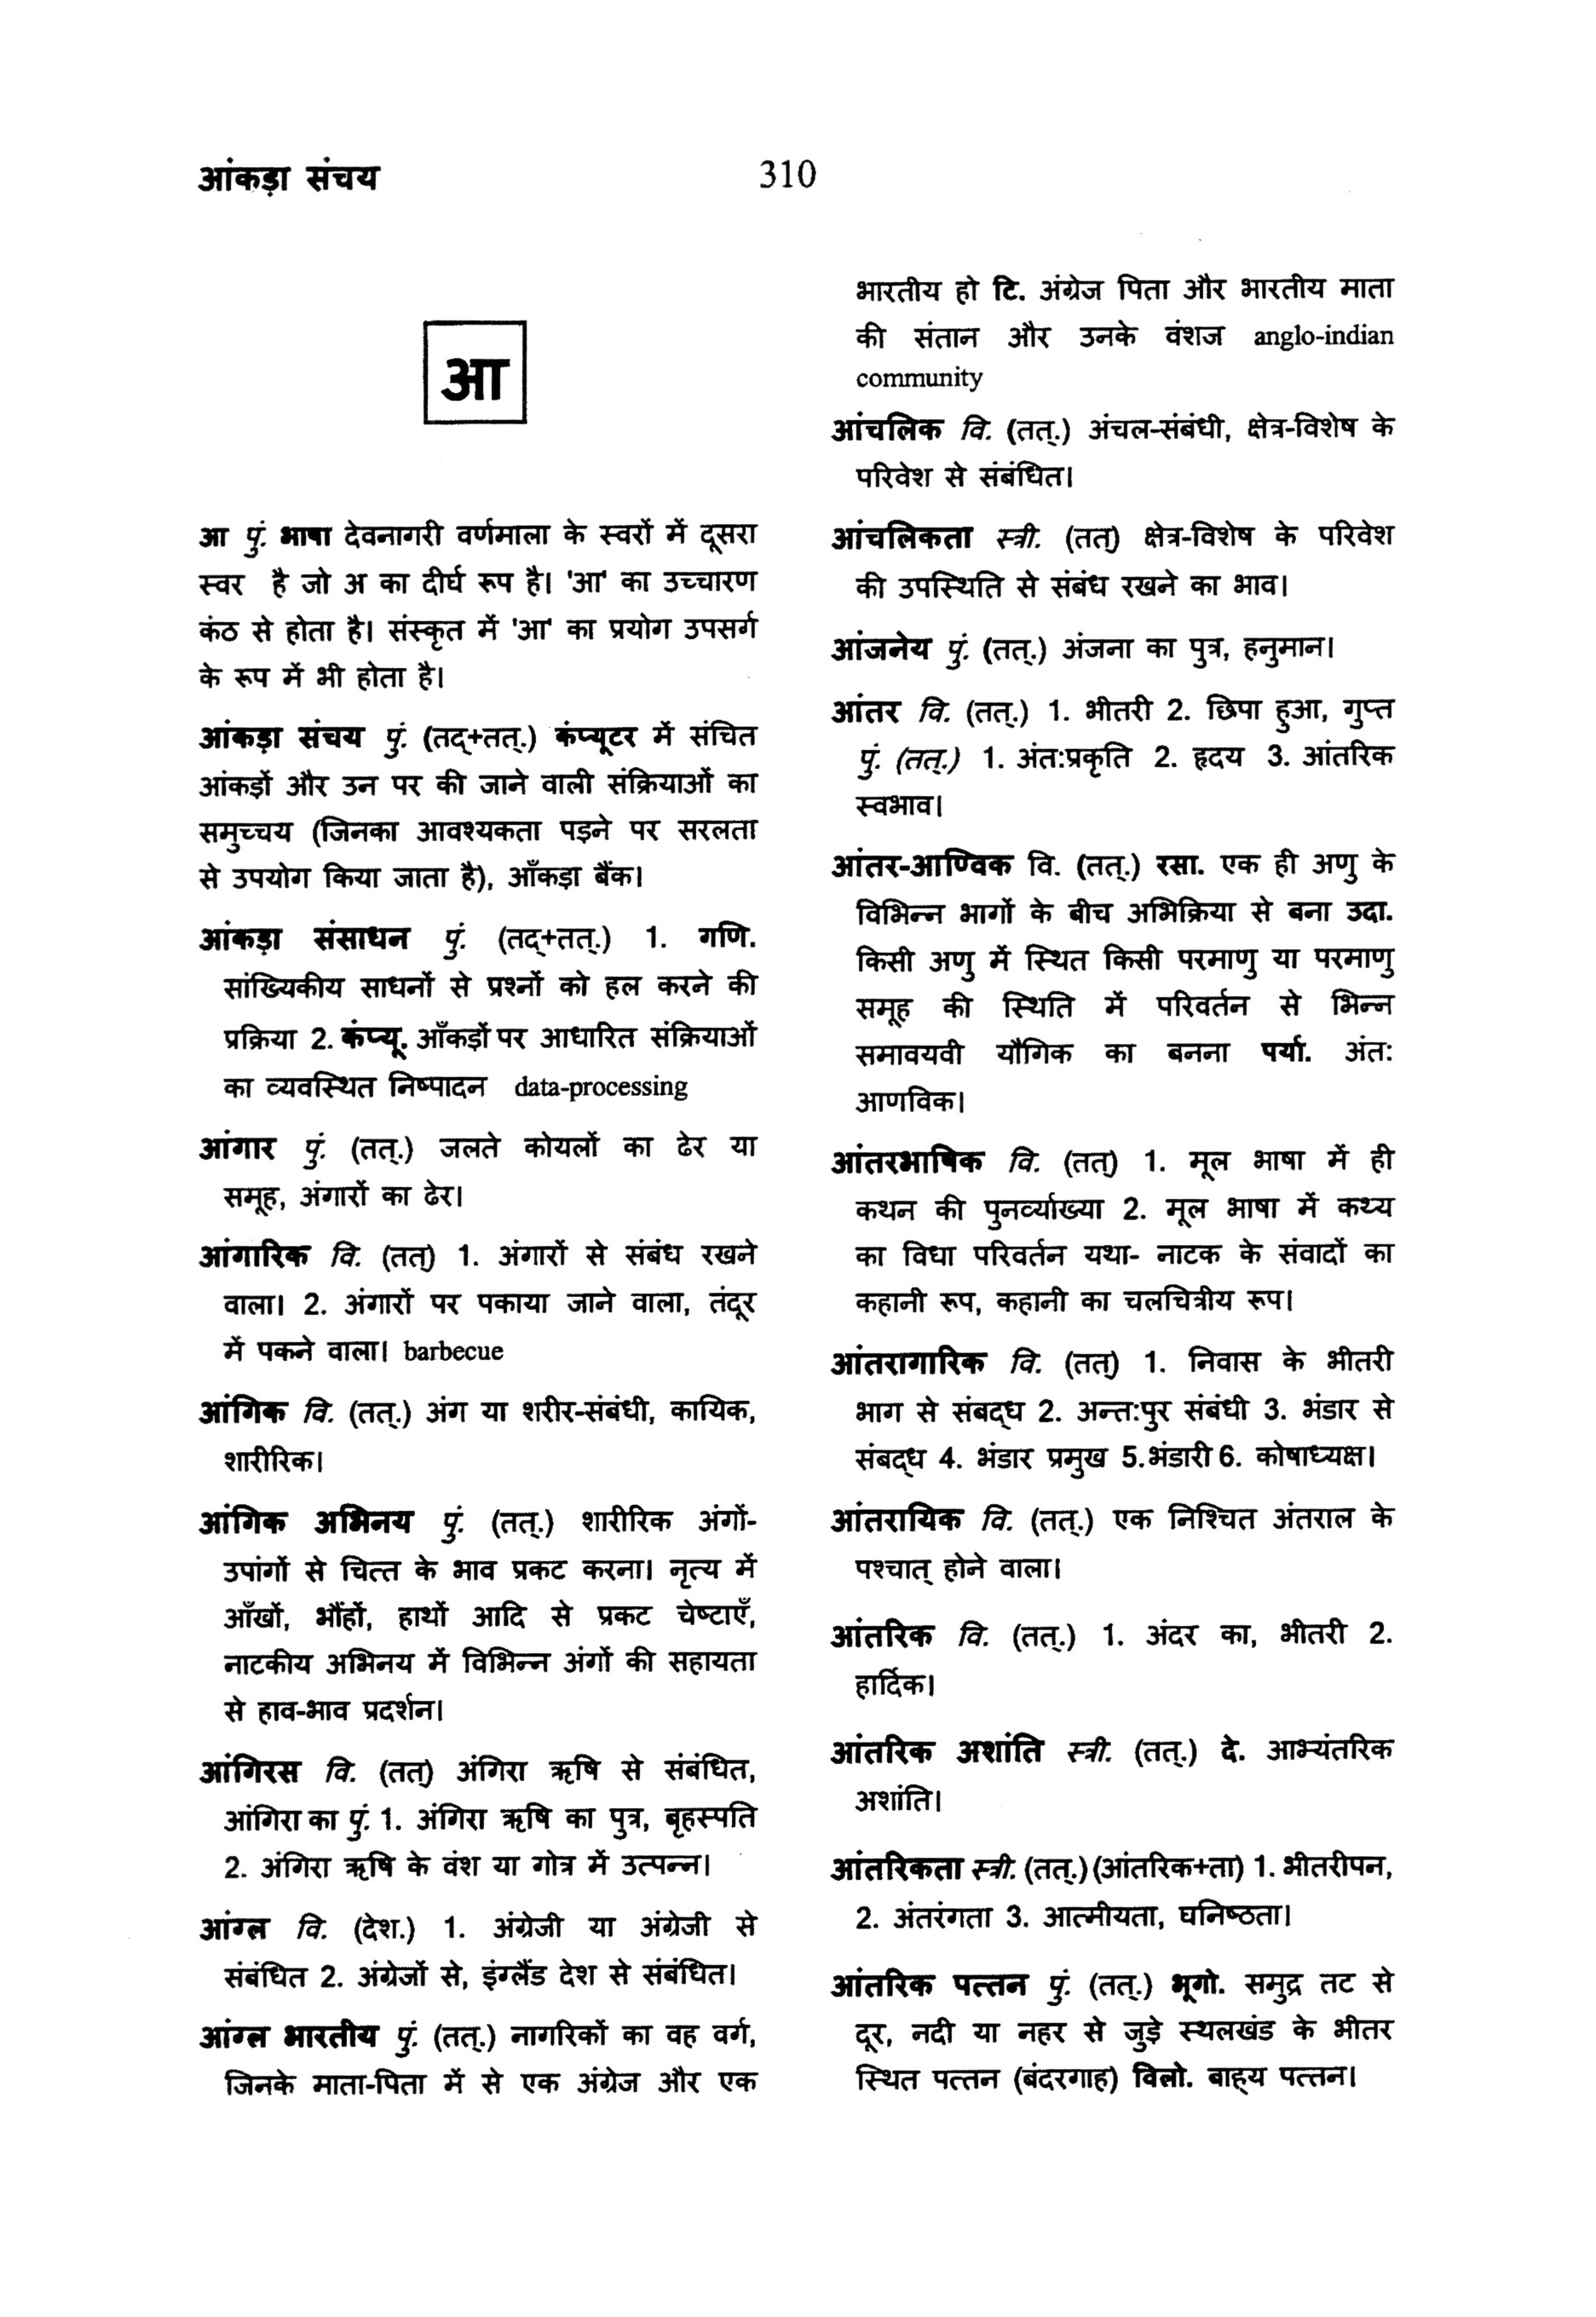 आंकड़ा संचय
310
आ
आ पुं. भाषा देवनागरी वर्णमाला के स्वरों में दूसरा
स्वर है जो अ का दीर्घ रूप है। 'आ' का उच्चारण
कंठ से होता है। संस्कृत में 'आ' का प्रयोग उपसर्ग
के रूप में भी होता है।
आंकड़ा संचय पुं. (तद्+तत्.) कंप्यूटर में संचित
आंकड़ों और उन पर की जाने वाली संक्रियाओं का
समुच्चय (जिनका आवश्यकता पड़ने पर सरलता
से उपयोग किया जाता है), आँकड़ा बैंक।
आंकड़ा संसाधन पुं. (तद्+तत्.) 1. गणि.
सांख्यिकीय साधनों से प्रश्नों को हल करने की
प्रक्रिया 2. कंप्यू. आँकड़ों पर आधारित संक्रियाओं
का व्यवस्थित निष्पादन data-processing
आंगार पुं. (तत्.) जलते कोयलों का ढेर या
समूह, अंगारों का ढेर।
आंगारिक वि. (तत्) 1. अंगारों से संबंध रखने
वाला। 2. अंगारों पर पकाया जाने वाला, तंदूर
में पकने वाला। barbecue
आंगिक वि. (तत्.) अंग या शरीर-संबंधी, कायिक,
शारीरिक।
आंगिक अभिनय पुं. (तत्.) शारीरिक अंगों-
उपांगों से चित्त के भाव प्रकट करना। नृत्य में
आँखों, भौंहों, हाथों आदि से प्रकट चेष्टाएँ,
नाटकीय अभिनय में विभिन्न अंगों की सहायता
से हाव-भाव प्रदर्शन।
आंगिरस वि. (तत्) अंगिरा ऋषि से संबंधित,
आंगिरा का पुं. 1. अंगिरा ऋषि का पुत्र, बृहस्पति
2. अंगिरा ऋषि के वंश या गोत्र में उत्पन्न।
आंग्ल वि. (देश.) 1. अंग्रेजी या अंग्रेजी से
संबंधित 2. अंग्रेजों से, इंग्लैंड देश से संबंधित।
आंग्ल भारतीय पुं. (तत्.) नागरिकों का वह वर्ग,
जिनके माता-पिता में से एक अंग्रेज और एक
भारतीय हो टि. अंग्रेज पिता और भारतीय माता
की संतान और उनके वंशज anglo-indian
community
आंचलिक वि. (तत्.) अंचल-संबंधी, क्षेत्र-विशेष के
परिवेश से संबंधित।
आंचलिकता स्त्री. (तत्) क्षेत्र-विशेष के परिवेश
की उपस्थिति से संबंध रखने का भाव।
आंजनेय पुं. (तत्.) अंजना का पुत्र, हनुमान।
आंतर वि. (तत्.) 1. भीतरी 2. छिपा हुआ, गुप्त
पुं. (तत्.) 1. अंत:प्रकृति 2. हृदय 3. आंतरिक
स्वभाव।
आंतर-आण्विक वि. (तत्.) रसा. एक ही अणु के
विभिन्न भागों के बीच अभिक्रिया से बना उदा.
किसी अणु में स्थित किसी परमाणु या परमाणु
समूह की स्थिति में परिवर्तन से भिन्न
समावयवी यौगिक का बनना पर्या. अंत:
आणविक।
आंतरभाषिक वि. (तत्) 1. मूल भाषा में ही
कथन की पुनर्व्याख्या 2. मूल भाषा में कथ्य
का विधा परिवर्तन यथा- नाटक के संवादों का
कहानी रूप, कहानी का चलचित्रीय रूप।
आंतरागारिक वि. (तत्) 1. निवास के भीतरी
भाग से संबद्ध 2. अन्त:पुर संबंधी 3. भंडार से
संबद्ध 4. भंडार प्रमुख 5.भंडारी 6. कोषाध्यक्ष।
आंतरायिक वि. (तत्.) एक निश्चित अंतराल के
पश्चात् होने वाला।
आंतरिक वि. (तत्.) 1. अंदर का, भीतरी 2.
हार्दिक।
आंतरिक अशांति स्त्री. (तत्.) दे. आभ्यंतरिक
अशांति।
आंतरिकता स्त्री. (तत्.) (आंतरिक+ता) 1. भीतरीपन,
2. अंतरंगता 3. आत्मीयता, घनिष्ठता।
आंतरिक पत्तन पुं. (तत्.) भूगो. समुद्र तट से
दूर, नदी या नहर से जुड़े स्थलखंड के भीतर
स्थित पत्तन (बंदरगाह) विलो. बाह्य पत्तन।